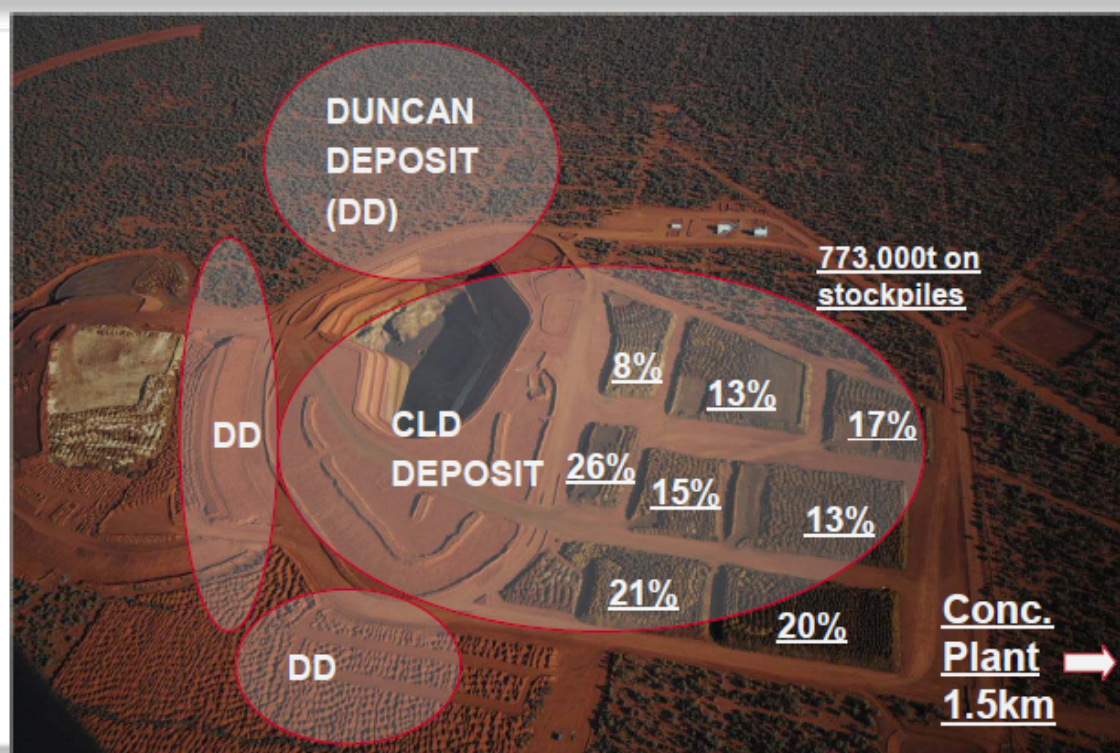 DUNCAN
DEPOSIT
(DD)
773,000t on
stockpiles
8%
13%
17%
DD
CLD
DEPOSIT
26%
15%
13%
21%
20%
DD
Conc.
Plant
1.5km